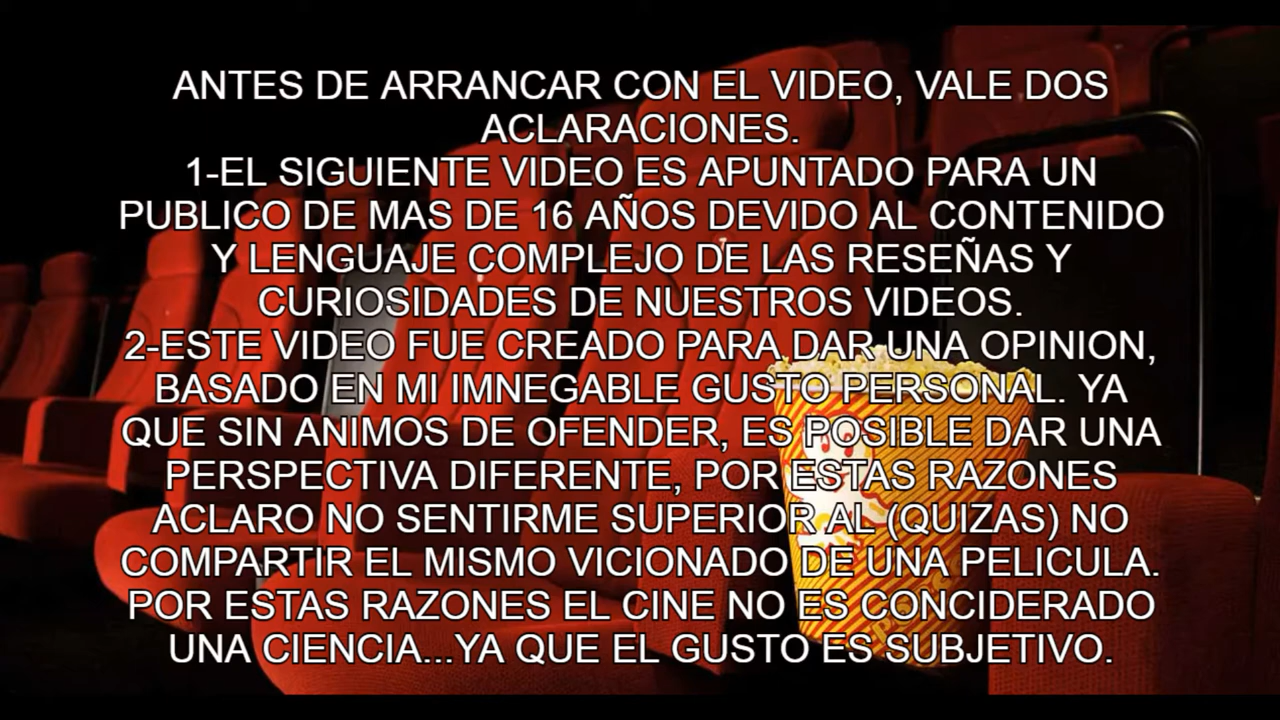 ANTES DE ARRANCAR CON EL VIDEO, VALE DOS
ACLARACIONES.
1-EL SIGUIENTE VIDEO ES APUNTADO PARA UN
PUBLICO DE MAS DE 16 AÑOS DEVIDO AL CONTENIDO
Y LENGUAJE COMPLEJO DE LAS RESEÑAS Y
CURIOSIDADES DE NUESTROS VIDEOS.
2-ESTE VIDEO FUE CREADO PARA DAR UNA OPINION,
BASADO EN MI IMNEGABLE GUSTO PERSONAL. YA
QUE SIN ANIMOS DE OFENDER, ES POSIBLE DAR UNA
PERSPECTIVA DIFERENTE, POR ESTAS RAZONES
ACLARO NO SENTIRME SUPERIOR AL (QUIZAS) NO
COMPARTIR EL MISMO VICIONADO DE UNA PELICULA.
POR ESTAS RAZONES EL CINE NO ES CONCIDERADO
UNA CIENCIA...YA QUE EL GUSTO ES SUBJETIVO.